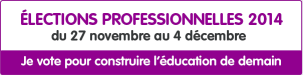 ÉLECTIONS PROFESSIONNELLES 2014
du 27 novembre au 4 décembre
Je vote pour construire l'éducation de demain